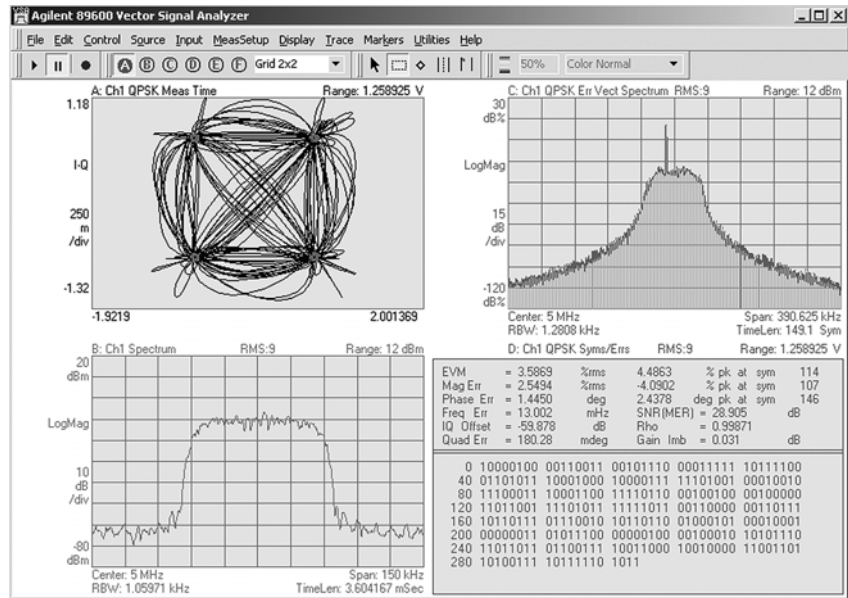 Agilent 89600 Vector Signal Analyzer
File Edit Control Source Input MeasSetup Display Trace Markers Utilities Help
A B C D E F Grid 2x2 50% Color Normal
A: Ch1 QPSK Meas Time Range: 1.258925 V
1.18
I-Q
250
m
/div
-1.32
-1.9219 2.001369
C: Ch1 QPSK Err Vect Spectrum RMS:9 Range: 12 dBm
30
dB%
LogMag
15
dB
/div
-120
dB%
Center: 5 MHz Span: 390.625 kHz
RBW: 1.2808 kHz TimeLen: 149.1 Sym
B: Ch1 Spectrum RMS:9 Range: 12 dBm
20
dBm
LogMag
10
dB
/div
-80
dBm
Center: 5 MHz Span: 150 kHz
RBW: 1.05971 kHz TimeLen: 3.604167 mSec
D: Ch1 QPSK Syms/Errs RMS:9 Range: 1.258925 V
EVM = 3.5869 %rms 4.4863 % pk at sym 114
Mag Err = 2.5494 %rms -4.0902 % pk at sym 107
Phase Err = 1.4450 deg 2.4378 deg pk at sym 146
Freq Err = 13.002 mHz SNR(MER) = 28.905 dB
IQ Offset = -59.878 dB Rho = 0.99871
Quad Err = 180.28 mdeg Gain Imb = 0.031 dB
0 10000100 00110011 00101110 00011111 10111100
40 01101011 10001000 10000111 11101001 00010010
80 11100011 10001100 11110110 00100100 00100000
120 11011001 11101011 11111011 00110000 00110111
160 10110111 01110010 10110110 01000101 00010001
200 00000011 01011100 00000100 00100010 10101110
240 11011011 01100111 10011000 10010000 11001101
280 10100111 10111110 1011